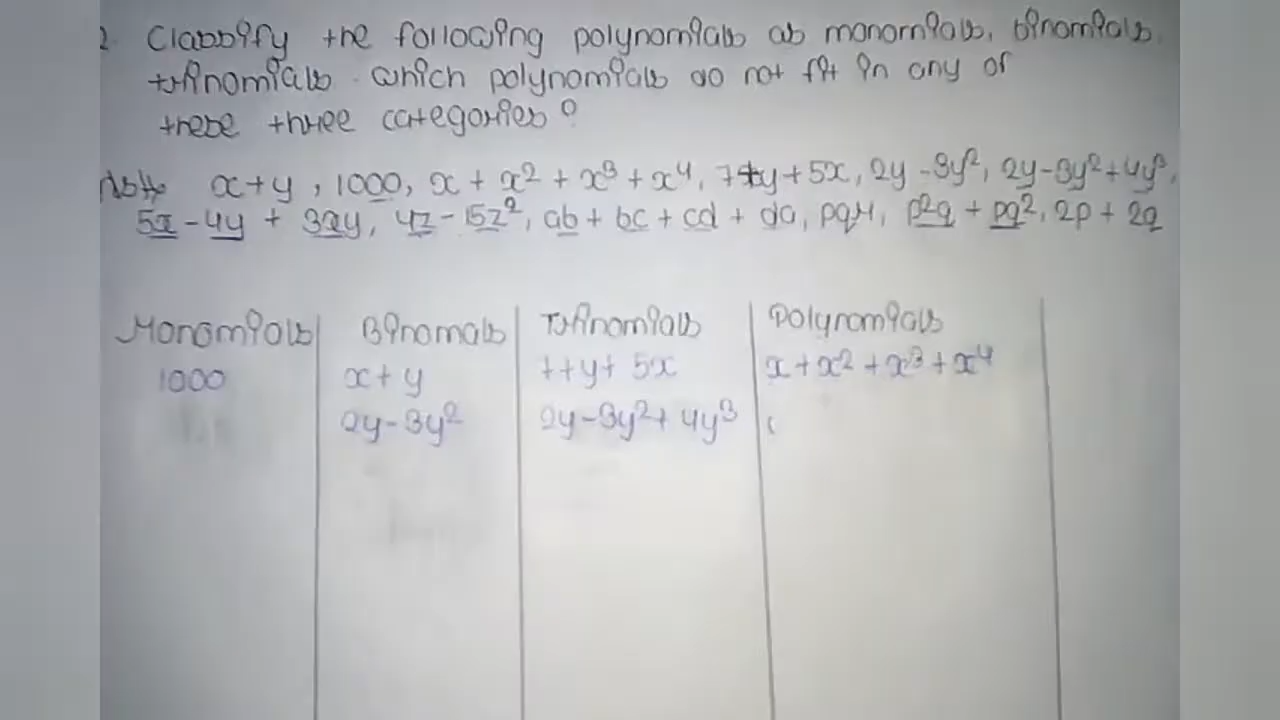 2. Classify the following polynomials as monomials, binomials
trinomials. which polynomials do not fit in any of
these three categories?
x+y, 1000, x + x² + x³ + x⁴, 7+y+5x, 2y-3y², 2y-3y²+4y³,
5x-4y + 3xy, 4z-15z², ab + bc + cd + da, pqr, p²q + pq², 2p + 2q
Monomials Binomals Trinomials Polynomials
1000 x+y 7+y+5x x+x²+x³+x⁴
2y-3y² 2y-3y²+4y³